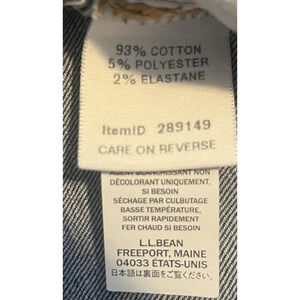 93% COTTON
5% POLYESTER
2% ELASTANE
ItemID 289149
CARE ON REVERSE
AGENT BLANCHISSANT NON
DÉCOLORANT UNIQUEMENT,
SI BESOIN
SÉCHAGE PAR CULBUTAGE
BASSE TEMPÉRATURE,
SORTIR RAPIDEMENT
FER CHAUD SI BESOIN
L.L.BEAN
FREEPORT, MAINE
04033 ÉTATS-UNIS
日本語は裏面をご覧ください。